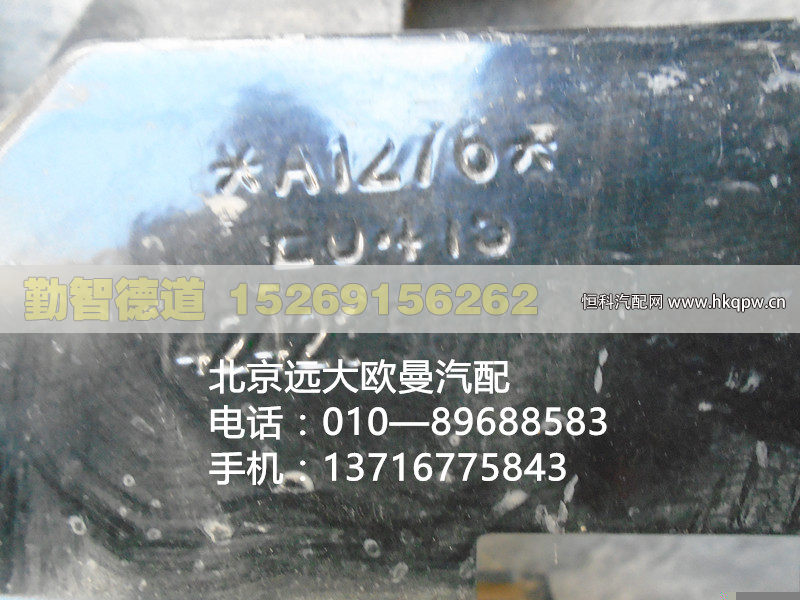 *A1216*
E0419
勤智德道 15269156262
恒科汽配网 www.hkqpw.cn
北京远大欧曼汽配
电话：010—89688583
手机：13716775843